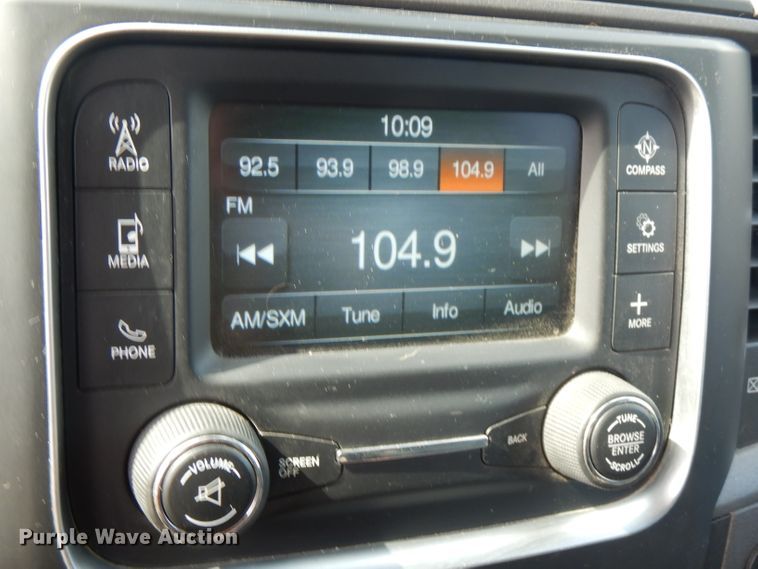 10:09
RADIO
92.5 93.9 98.9 104.9 All
N
COMPASS
FM
104.9
MEDIA
SETTINGS
AM/SXM Tune Info Audio
PHONE
MORE
VOLUME
SCREEN
OFF
BACK
TUNE
BROWSE
ENTER
SCROLL
Purple Wave Auction